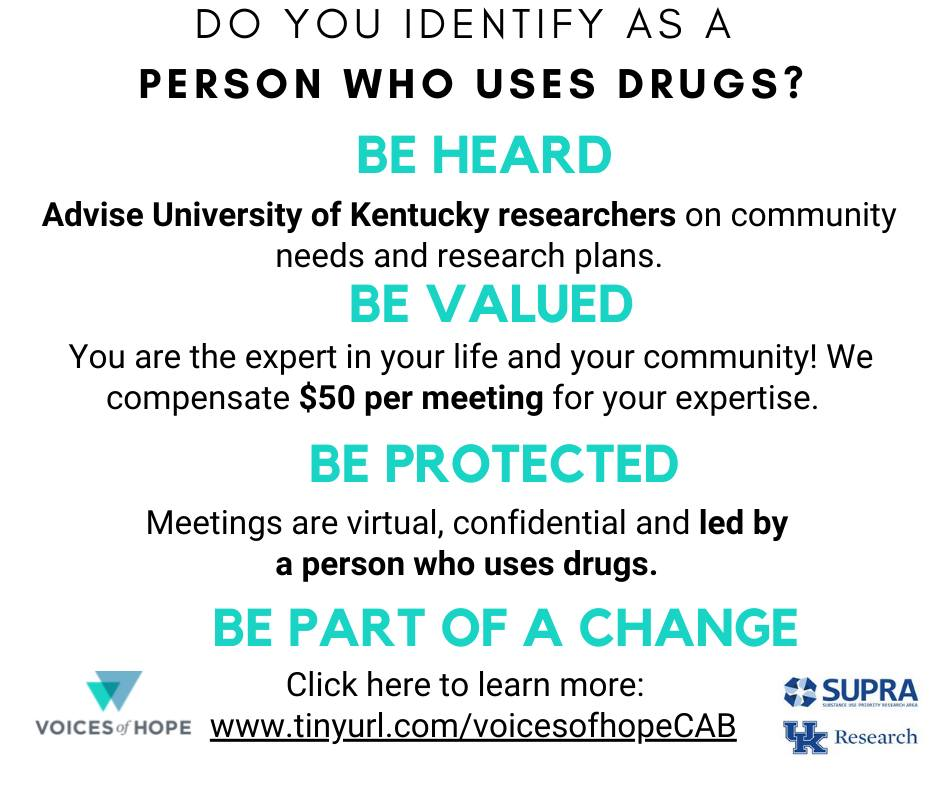 DO YOU IDENTIFY AS A
PERSON WHO USES DRUGS?
BE HEARD
Advise University of Kentucky researchers on community
needs and research plans.
BE VALUED
You are the expert in your life and your community! We
compensate $50 per meeting for your expertise.
BE PROTECTED
Meetings are virtual, confidential and led by
a person who uses drugs.
BE PART OF A CHANGE
Click here to learn more:
www.tinyurl.com/voicesofhopeCAB
VOICES of HOPE
SUPRA
SUBSTANCE USE PRIORITY RESEARCH AREA
UK Research